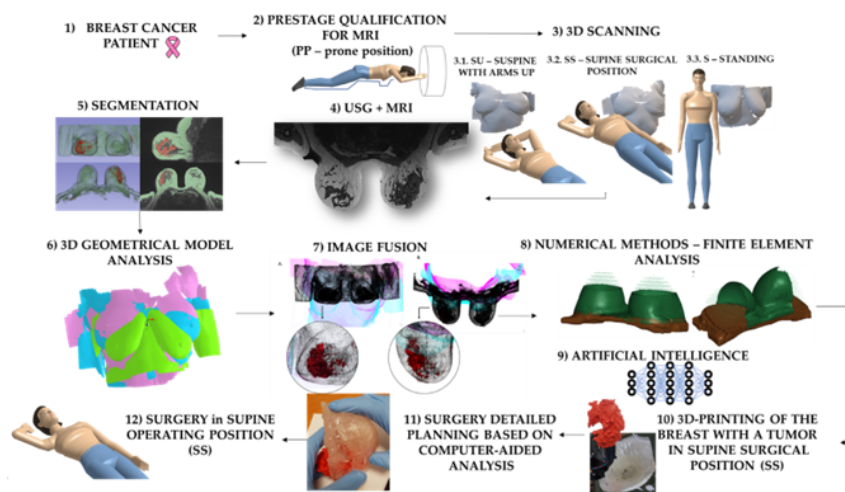 1) BREAST CANCER
PATIENT
2) PRESTAGE QUALIFICATION
FOR MRI
(PP – prone position)
3) 3D SCANNING
3.1. SU – SUSPINE
WITH ARMS UP
3.2. SS – SUPINE SURGICAL
POSITION
3.3. S – STANDING
4) USG + MRI
5) SEGMENTATION
6) 3D GEOMETRICAL MODEL
ANALYSIS
7) IMAGE FUSION
8) NUMERICAL METHODS – FINITE ELEMENT
ANALYSIS
9) ARTIFICIAL INTELLIGENCE
10) 3D-PRINTING OF THE
BREAST WITH A TUMOR
IN SUPINE SURGICAL
POSITION (SS)
11) SURGERY DETAILED
PLANNING BASED ON
COMPUTER-AIDED
ANALYSIS
12) SURGERY in SUPINE
OPERATING POSITION
(SS)